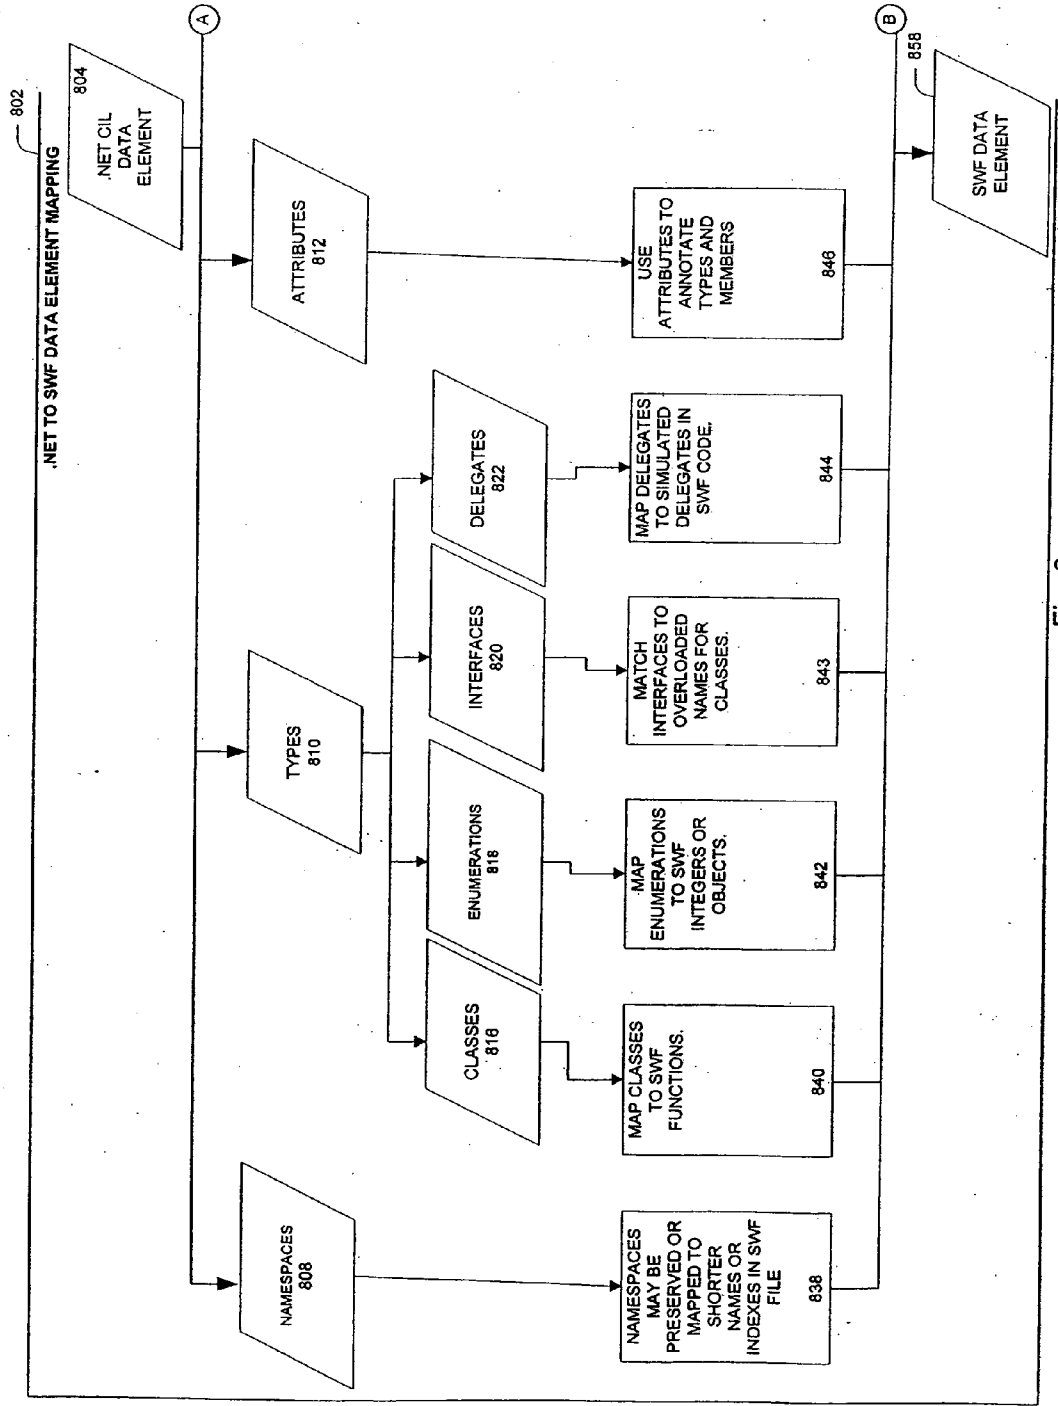 802
.NET TO SWF DATA ELEMENT MAPPING
804
.NET CIL
DATA
ELEMENT
A
NAMESPACES
808
TYPES
810
ATTRIBUTES
812
CLASSES
816
ENUMERATIONS
818
INTERFACES
820
DELEGATES
822
NAMESPACES
MAY BE
PRESERVED OR
MAPPED TO
SHORTER
NAMES OR
INDEXES IN SWF
FILE
838
MAP CLASSES
TO SWF
FUNCTIONS.
840
MAP
ENUMERATIONS
TO SWF
INTEGERS OR
OBJECTS.
842
MATCH
INTERFACES TO
OVERLOADED
NAMES FOR
CLASSES.
843
MAP DELEGATES
TO SIMULATED
DELEGATES IN
SWF CODE.
844
USE
ATTRIBUTES TO
ANNOTATE
TYPES AND
MEMBERS
846
B
858
SWF DATA
ELEMENT